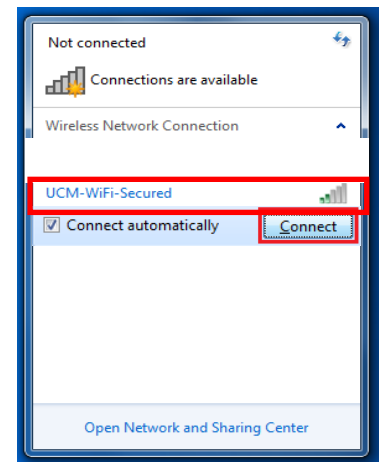 Not connected
Connections are available
Wireless Network Connection
UCM-WiFi-Secured
Connect automatically
Connect
Open Network and Sharing Center